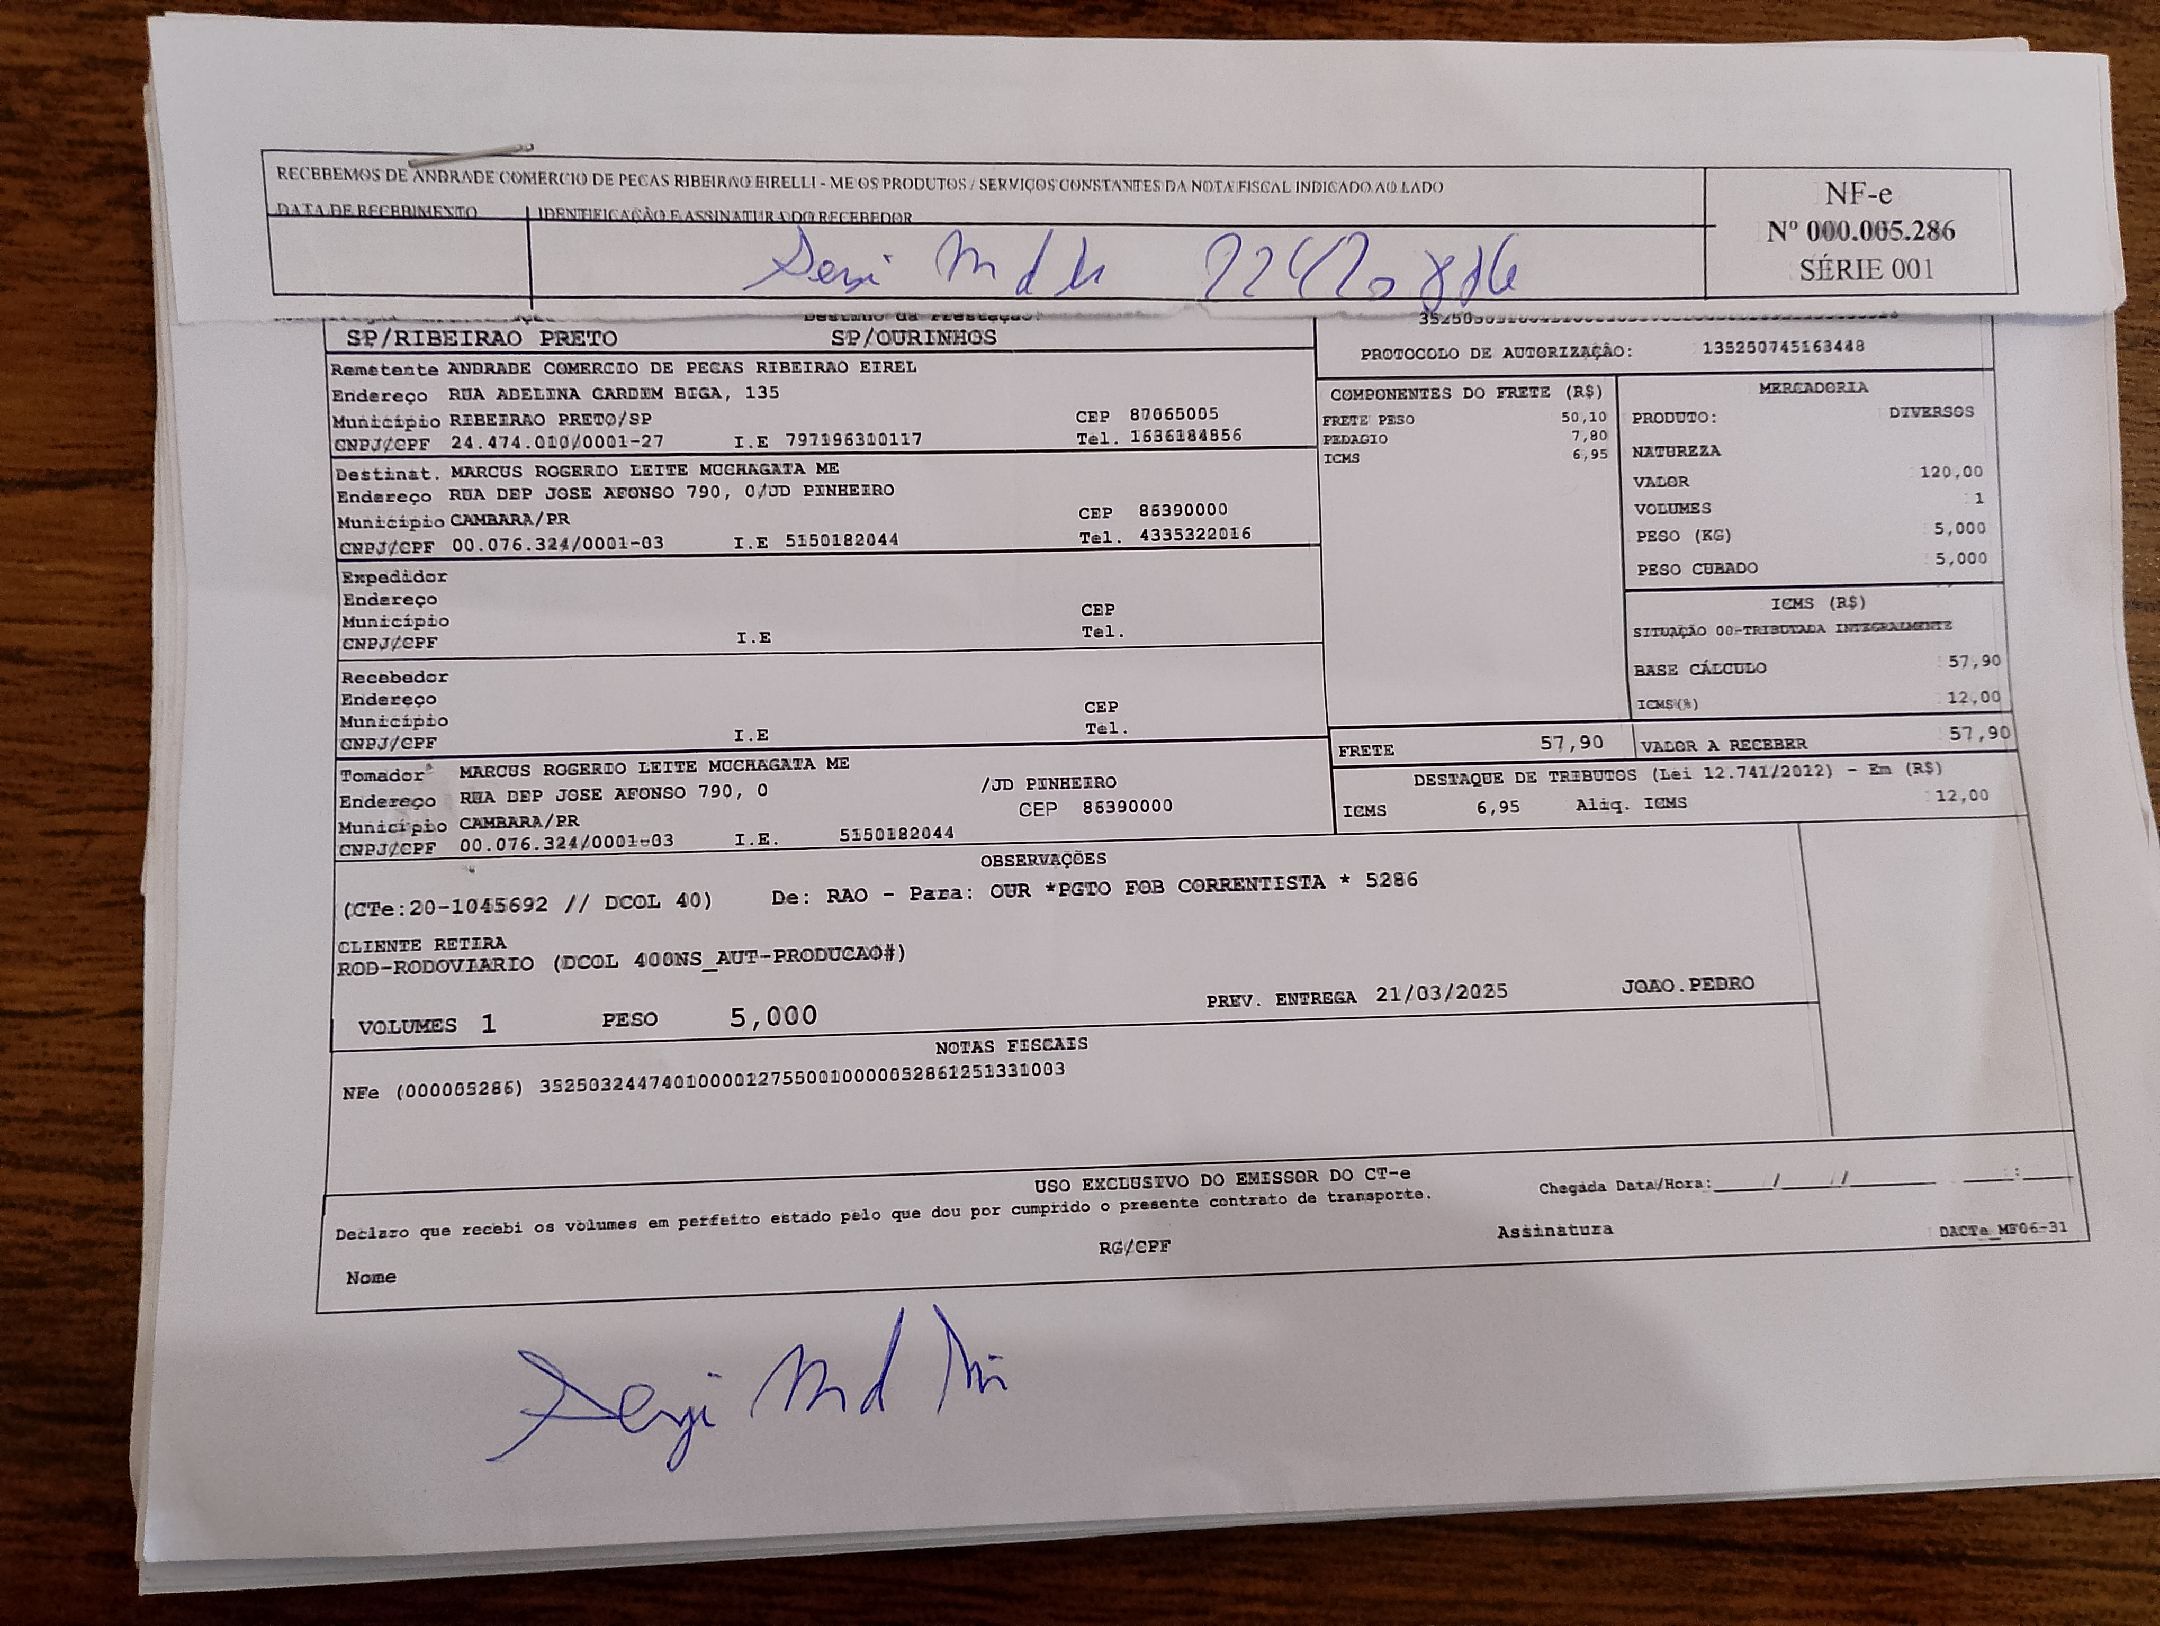 RECEBEMOS DE ANDRADE COMERCIO DE PECAS RIBEIRAO EIRELLI - ME OS PRODUTOS / SERVIÇOS CONSTANTES DA NOTA FISCAL INDICADO AO LADO
DATA DE RECEBIMENTO IDENTIFICAÇÃO E ASSINATURA DO RECEBEDOR
NF-e
Nº 000.005.286
SÉRIE 001
Destino da Prestação:
SP/RIBEIRAO PRETO SP/OURINHOS
PROTOCOLO DE AUTORIZAÇÃO: 135250745163448
Remetente ANDRADE COMERCIO DE PECAS RIBEIRAO EIREL
Endereço RUA ADELINA CARDIM BIGA, 135
Município RIBEIRAO PRETO/SP CEP 87065005
CNPJ/CPF 24.474.010/0001-27 I.E 797196310117 Tel. 1636184856
Destinat. MARCUS ROGERIO LEITE MUCHAGATA ME
Endereço RUA DEP JOSE AFONSO 790, 0/JD PINHEIRO
Município CAMBARA/PR CEP 86390000
CNPJ/CPF 00.076.324/0001-03 I.E 5150182044 Tel. 4335322016
Expedidor
Endereço
Município CEP
CNPJ/CPF I.E Tel.
Recebedor
Endereço
Município CEP
CNPJ/CPF I.E Tel.
Tomador MARCUS ROGERIO LEITE MUCHAGATA ME
Endereço RUA DEP JOSE AFONSO 790, 0 /JD PINHEIRO
Município CAMBARA/PR CEP 86390000
CNPJ/CPF 00.076.324/0001-03 I.E. 5150182044
COMPONENTES DO FRETE (R$)
FRETE PESO 50,10
PEDAGIO 7,80
ICMS 6,95
MERCADORIA
PRODUTO: DIVERSOS
NATUREZA
VALOR 120,00
VOLUMES 1
PESO (KG) 5,000
PESO CUBADO 5,000
ICMS (R$)
SITUAÇÃO 00-TRIBUTADA INTEGRALMENTE
BASE CÁLCULO 57,90
ICMS(%) 12,00
FRETE 57,90 VALOR A RECEBER 57,90
DESTAQUE DE TRIBUTOS (Lei 12.741/2012) - Em (R$)
ICMS 6,95 Aliq. ICMS 12,00
OBSERVAÇÕES
(CTe:20-1045692 // DCOL 40) De: RAO - Para: OUR *PGTO FOB CORRENTISTA * 5286
CLIENTE RETIRA
ROD-RODOVIARIO (DCOL 400NS_AUT-PRODUCAO#)
VOLUMES 1 PESO 5,000 PREV. ENTREGA 21/03/2025 JOAO.PEDRO
NOTAS FISCAIS
NFe (000005286) 35250324474010000127550010000052861251331003
USO EXCLUSIVO DO EMISSOR DO CT-e
Declaro que recebi os volumes em perfeito estado pelo que dou por cumprido o presente contrato de transporte. Chegada Data/Hora:_____/_____/_______ ____:____
Nome RG/CPF Assinatura DACTe_MF06-31